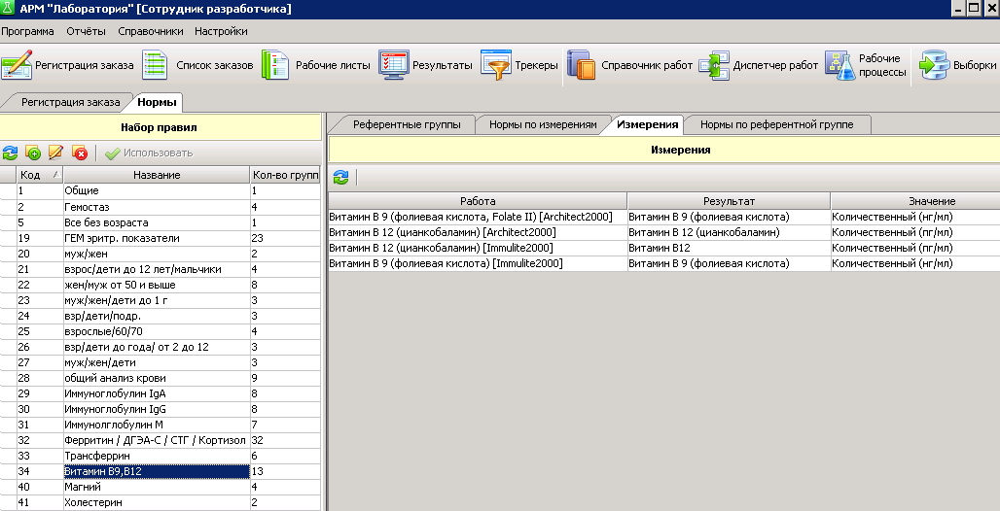 АРМ "Лаборатория" [Сотрудник разработчика]
Программа Отчёты Справочники Настройки
Регистрация заказа Список заказов Рабочие листы Результаты Трекеры Справочник работ Диспетчер работ Рабочие процессы Выборки
Регистрация заказа Нормы
Набор правил
Использовать
Код Название Кол-во групп
1 Общие 1
2 Гемостаз 4
5 Все без возраста 1
19 ГЕМ эритр. показатели 23
20 муж/жен 2
21 взрос/дети до 12 лет/мальчики 4
22 жен/муж от 50 и выше 8
23 муж/жен/дети до 1 г 3
24 взр/дети/подр. 3
25 взрослые/60/70 4
26 взр/дети до года/ от 2 до 12 3
27 муж/жен/дети 3
28 общий анализ крови 9
29 Иммуноглобулин IgA 8
30 Иммуноглобулин IgG 8
31 Иммунолглобулин М 7
32 Ферритин / ДГЭА-С / СТГ / Кортизол 32
33 Трансферрин 6
34 Витамин B9,B12 13
40 Магний 4
41 Холестерин 2
Референтные группы Нормы по измерениям Измерения Нормы по референтной группе
Измерения
Работа Результат Значение
Витамин В 9 (фолиевая кислота, Folate II) [Architect2000] Витамин В 9 (фолиевая кислота) Количественный (нг/мл)
Витамин В 12 (цианкобаламин) [Architect2000] Витамин В 12 (цианкобаламин) Количественный (пг/мл)
Витамин В 12 (цианкобаламин) [Immulite2000] Витамин В12 Количественный (пг/мл)
Витамин В 9 (фолиевая кислота) [Immulite2000] Витамин В 9 (фолиевая кислота) Количественный (нг/мл)